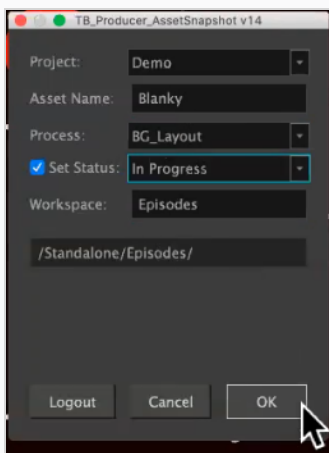 TB_Producer_AssetSnapshot v14
Project: Demo
Asset Name: Blanky
Process: BG_Layout
Set Status: In Progress
Workspace: Episodes
/Standalone/Episodes/
Logout Cancel OK